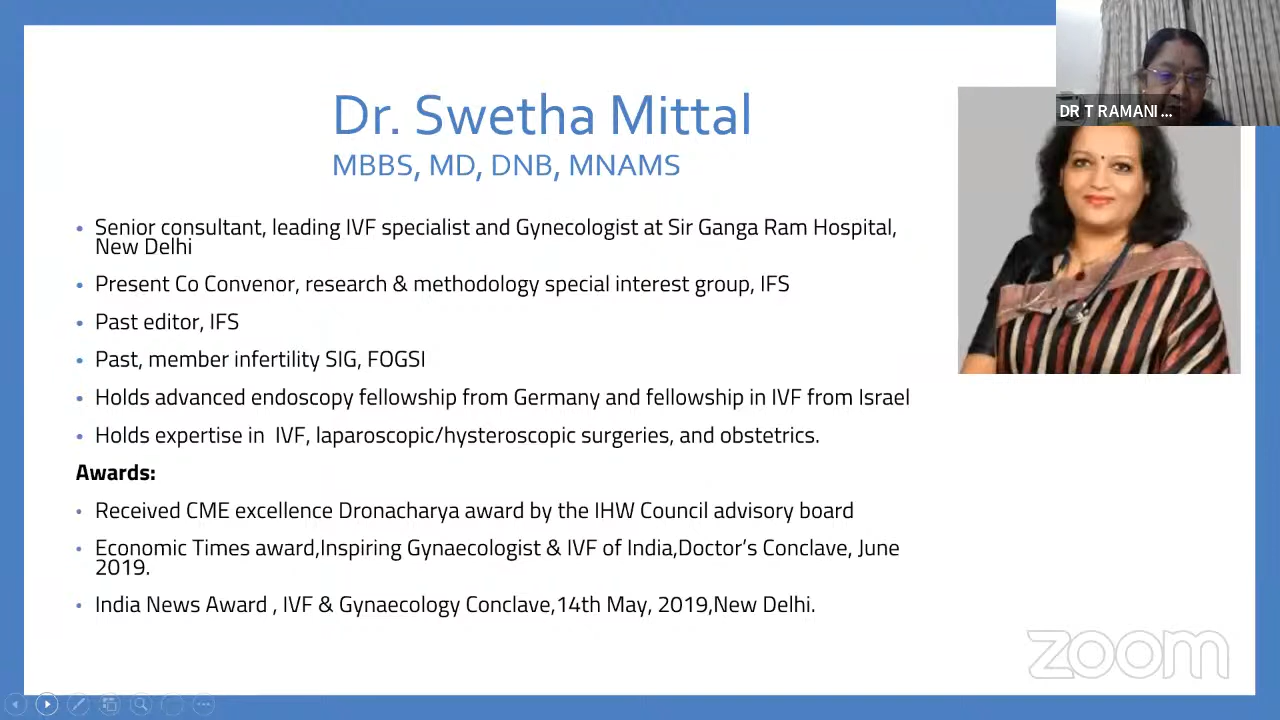 Dr. Swetha Mittal
MBBS, MD, DNB, MNAMS
DR T RAMANI ...
• Senior consultant, leading IVF specialist and Gynecologist at Sir Ganga Ram Hospital,
New Delhi
• Present Co Convenor, research & methodology special interest group, IFS
• Past editor, IFS
• Past, member infertility SIG, FOGSI
• Holds advanced endoscopy fellowship from Germany and fellowship in IVF from Israel
• Holds expertise in  IVF, laparoscopic/hysteroscopic surgeries, and obstetrics.
Awards:
• Received CME excellence Dronacharya award by the IHW Council advisory board
• Economic Times award,Inspiring Gynaecologist & IVF of India,Doctor's Conclave, June
2019.
• India News Award , IVF & Gynaecology Conclave,14th May, 2019,New Delhi.
zoom